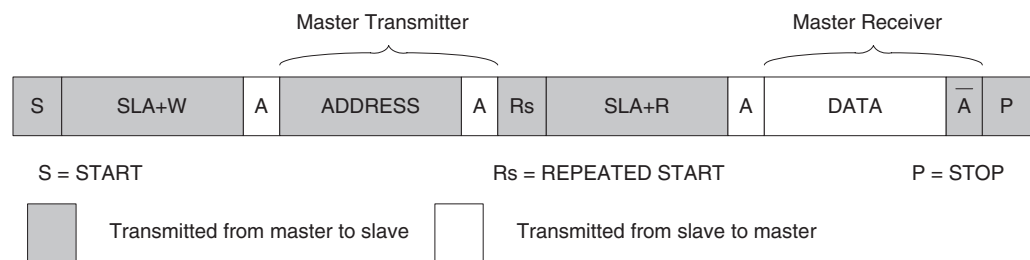 Master Transmitter Master Receiver
S SLA+W A ADDRESS A Rs SLA+R A DATA A̅ P
S = START Rs = REPEATED START P = STOP
Transmitted from master to slave Transmitted from slave to master